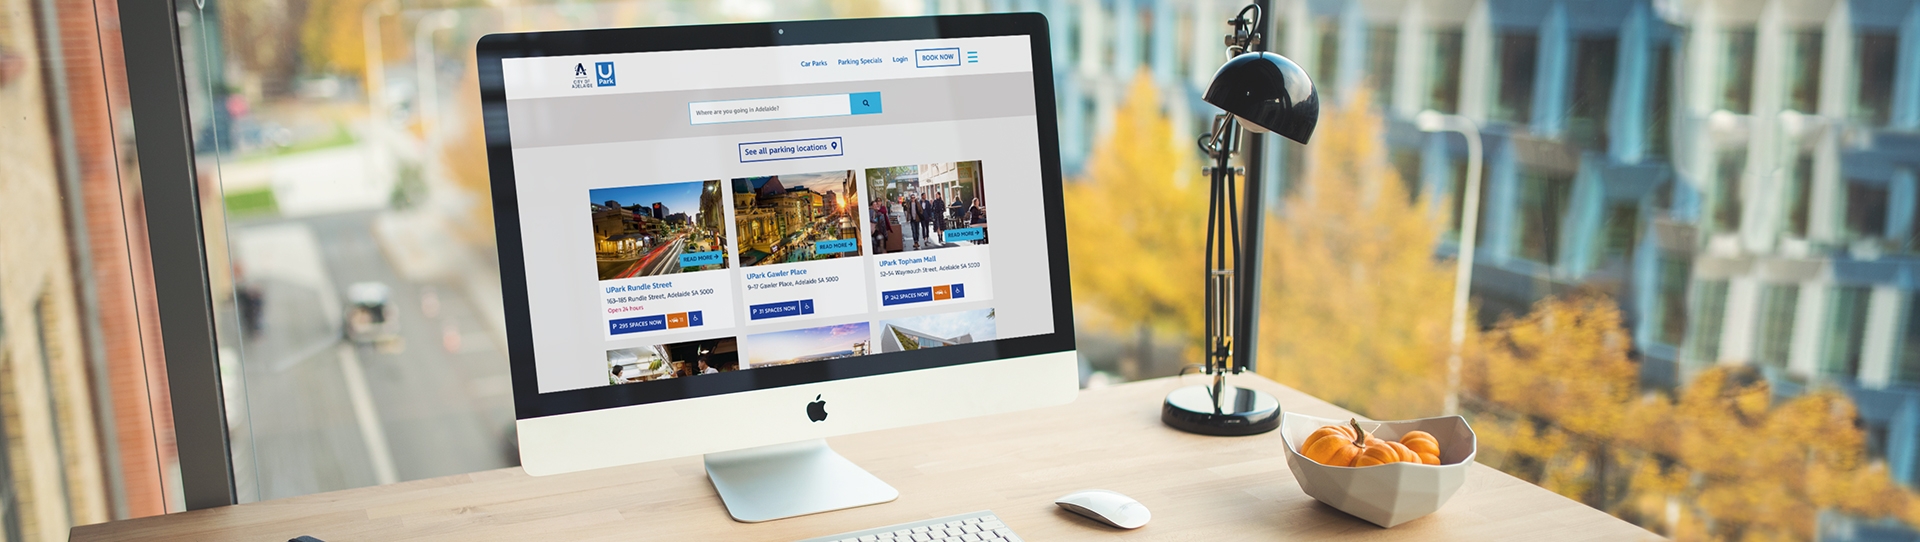 CITY OF
ADELAIDE
U
Park
Car Parks
Parking Specials
Login
BOOK NOW
Where are you going in Adelaide?
See all parking locations
READ MORE →
READ MORE →
READ MORE →
UPark Rundle Street
163-185 Rundle Street, Adelaide SA 5000
Open 24 hours
P 295 SPACES NOW
UPark Gawler Place
9-17 Gawler Place, Adelaide SA 5000
P 31 SPACES NOW
UPark Topham Mall
52-54 Waymouth Street, Adelaide SA 5000
P 242 SPACES NOW